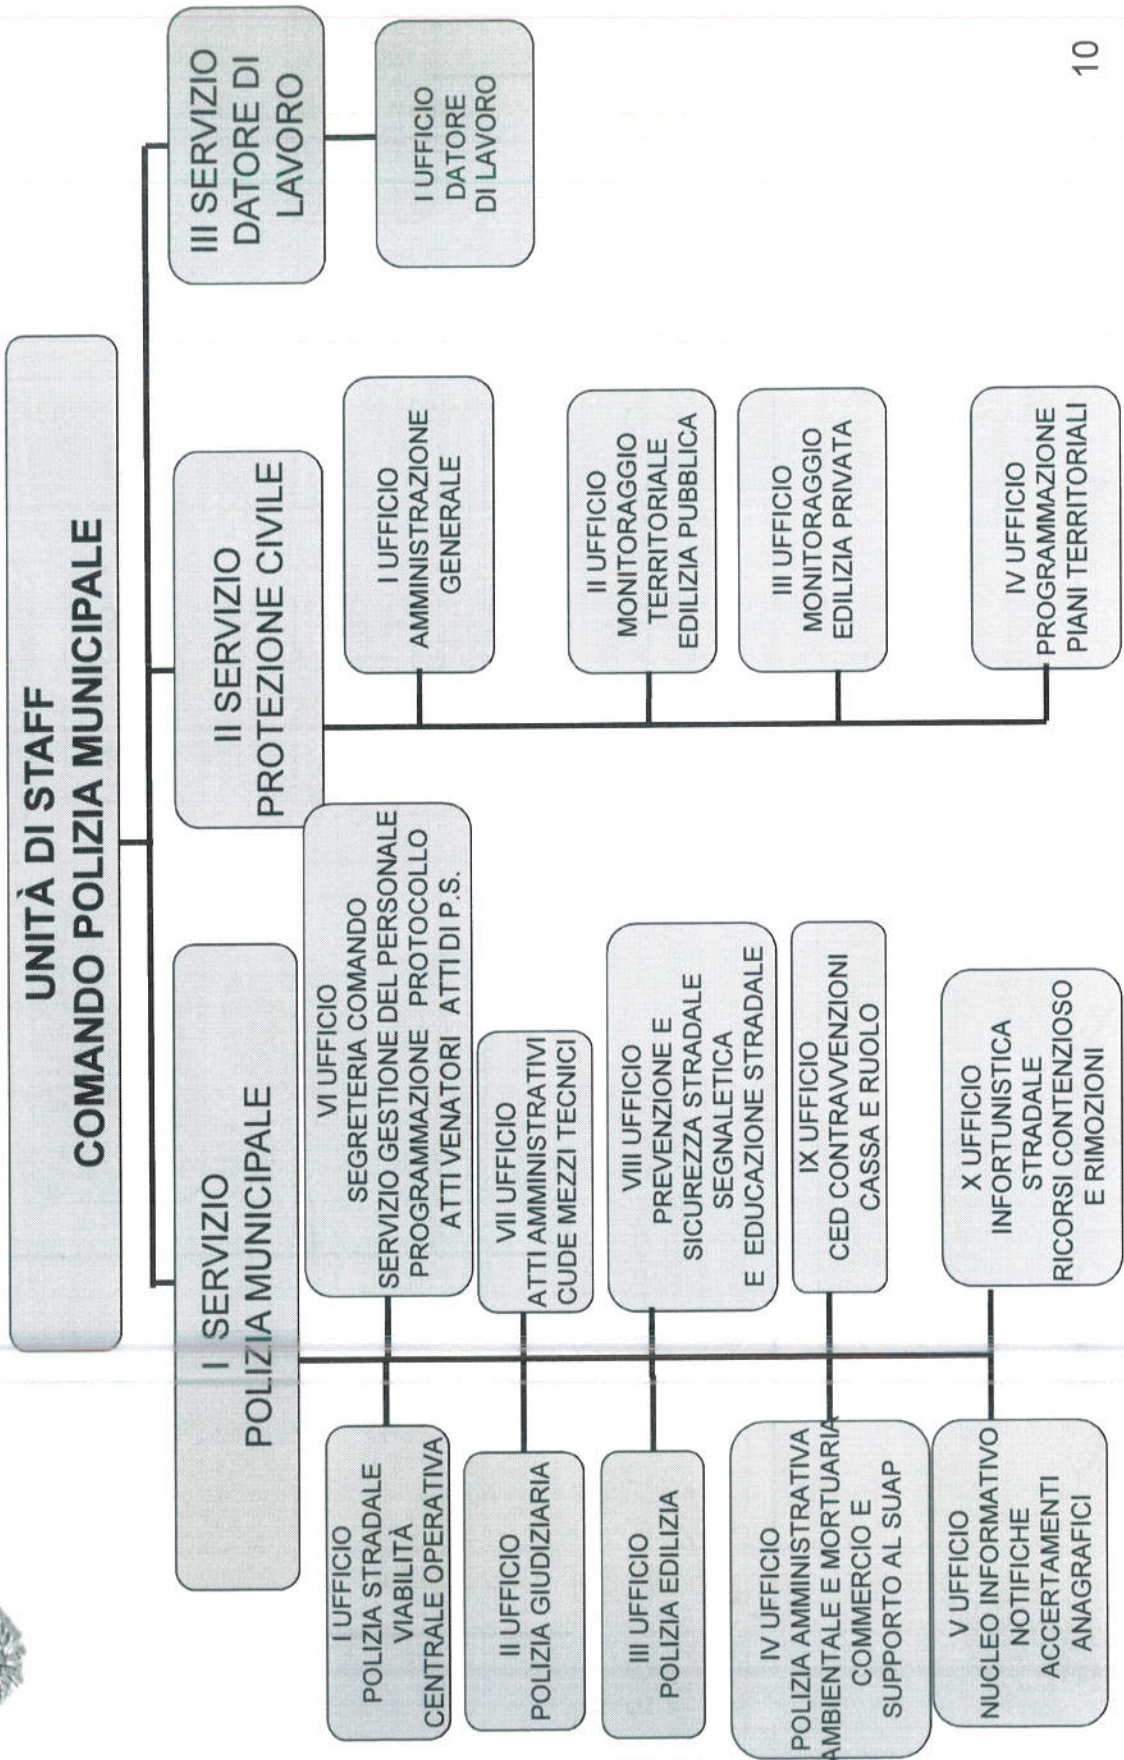 UNITÀ DI STAFF
COMANDO POLIZIA MUNICIPALE
I SERVIZIO
POLIZIA MUNICIPALE
I UFFICIO
POLIZIA STRADALE
VIABILITÀ
CENTRALE OPERATIVA
II UFFICIO
POLIZIA GIUDIZIARIA
III UFFICIO
POLIZIA EDILIZIA
IV UFFICIO
POLIZIA AMMINISTRATIVA
AMBIENTALE E MORTUARIA
COMMERCIO E
SUPPORTO AL SUAP
V UFFICIO
NUCLEO INFORMATIVO
NOTIFICHE
ACCERTAMENTI
ANAGRAFICI
VI UFFICIO
SEGRETERIA COMANDO
SERVIZIO GESTIONE DEL PERSONALE
PROGRAMMAZIONE PROTOCOLLO
ATTI VENATORI ATTI DI P.S.
VII UFFICIO
ATTI AMMINISTRATIVI
CUDE MEZZI TECNICI
VIII UFFICIO
PREVENZIONE E
SICUREZZA STRADALE
SEGNALETICA
E EDUCAZIONE STRADALE
IX UFFICIO
CED CONTRAVVENZIONI
CASSA E RUOLO
X UFFICIO
INFORTUNISTICA
STRADALE
RICORSI CONTENZIOSO
E RIMOZIONI
II SERVIZIO
PROTEZIONE CIVILE
I UFFICIO
AMMINISTRAZIONE
GENERALE
II UFFICIO
MONITORAGGIO
TERRITORIALE
EDILIZIA PUBBLICA
III UFFICIO
MONITORAGGIO
EDILIZIA PRIVATA
IV UFFICIO
PROGRAMMAZIONE
PIANI TERRITORIALI
III SERVIZIO
DATORE DI
LAVORO
I UFFICIO
DATORE
DI LAVORO
10